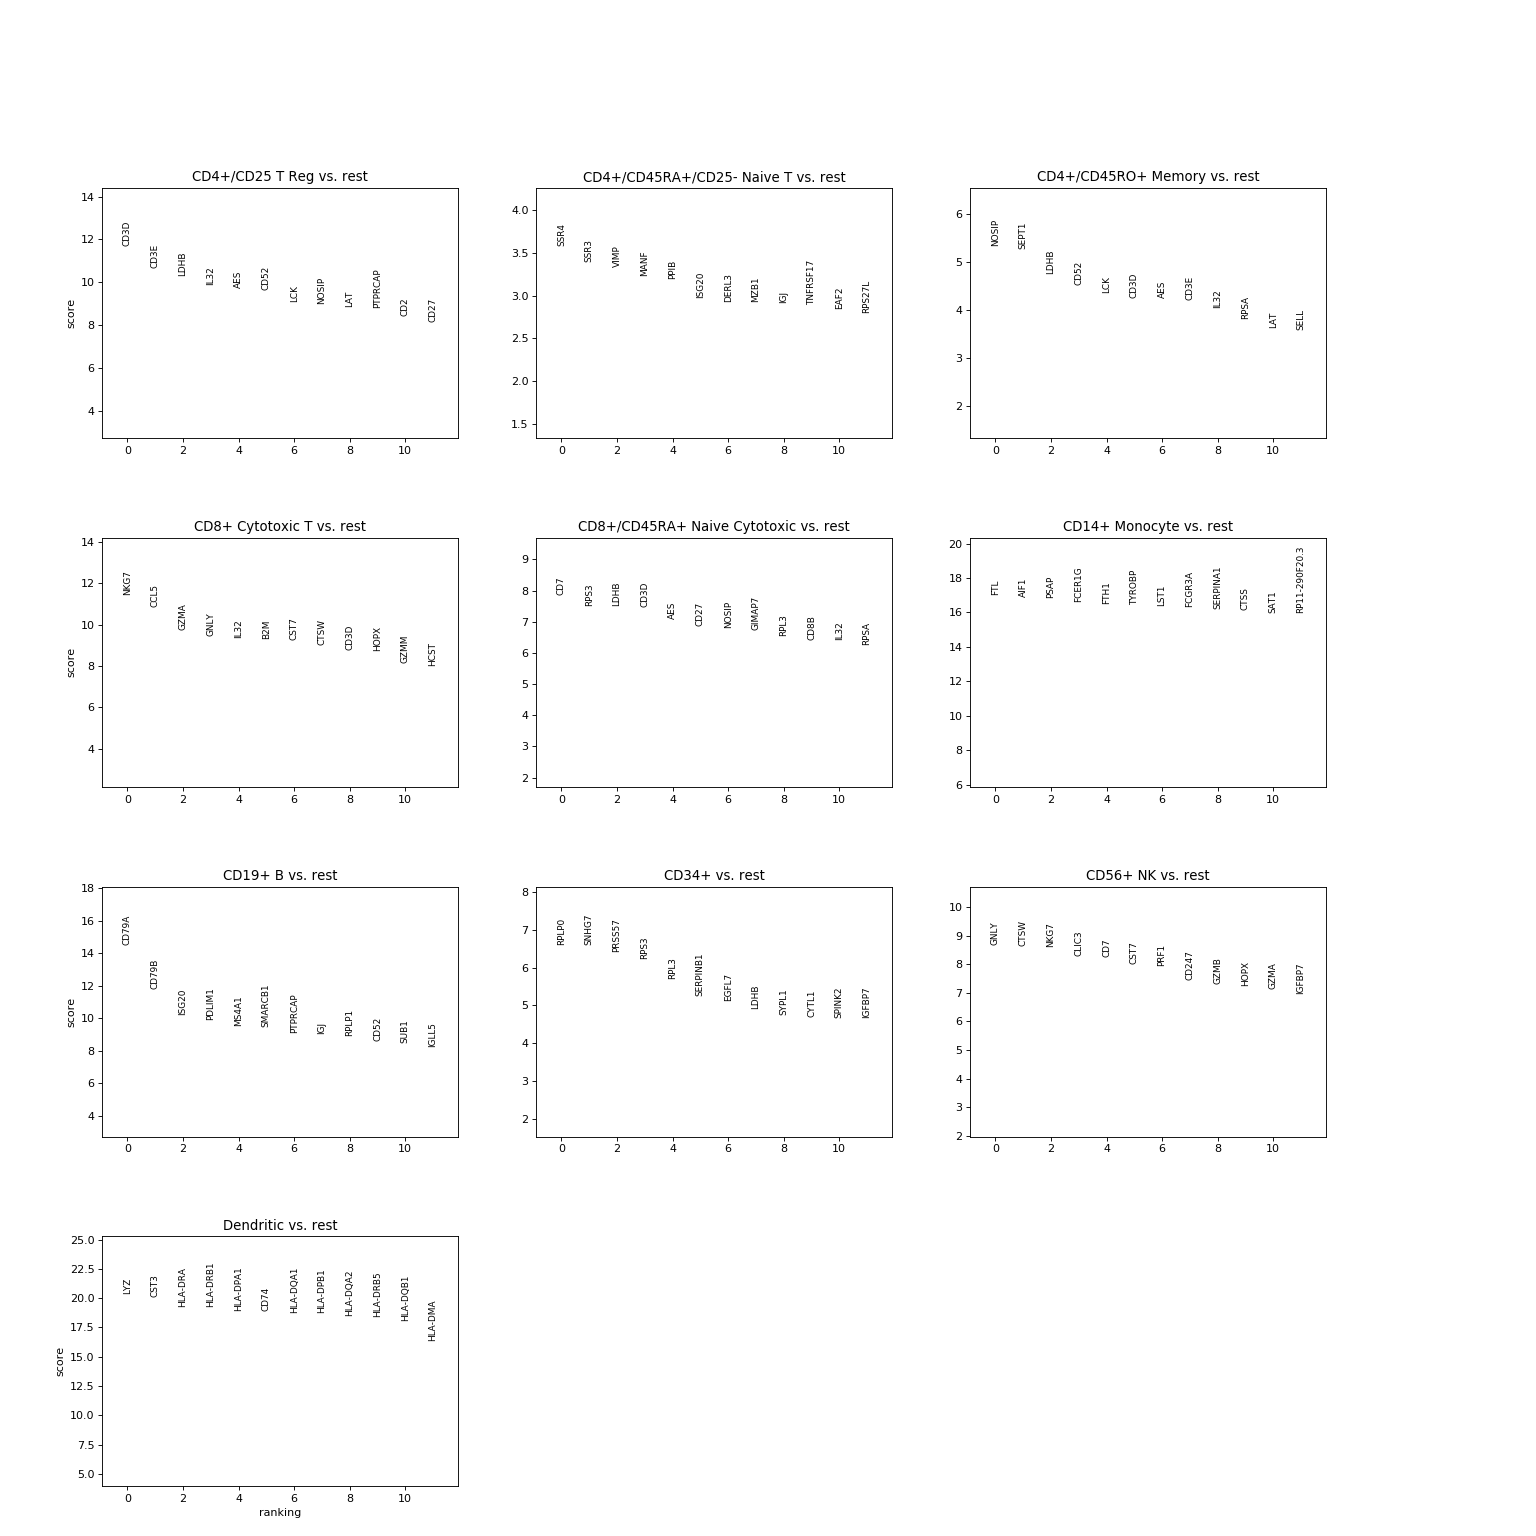 CD4+/CD25 T Reg vs. rest
score
14
12
10
8
6
4
CD3D
CD3E
LDHB
IL32
AES
CD52
LCK
NOSIP
LAT
PTPRCAP
CD2
CD27
0 2 4 6 8 10
CD4+/CD45RA+/CD25- Naive T vs. rest
4.0
3.5
3.0
2.5
2.0
1.5
SSR4
SSR3
VIMP
MANF
PPIB
ISG20
DERL3
MZB1
IGJ
TNFRSF17
EAF2
RPS27L
0 2 4 6 8 10
CD4+/CD45RO+ Memory vs. rest
6
5
4
3
2
NOSIP
SEPT1
LDHB
CD52
LCK
CD3D
AES
CD3E
IL32
RPSA
LAT
SELL
0 2 4 6 8 10
CD8+ Cytotoxic T vs. rest
score
14
12
10
8
6
4
NKG7
CCL5
GZMA
GNLY
IL32
B2M
CST7
CTSW
CD3D
HOPX
GZMM
HCST
0 2 4 6 8 10
CD8+/CD45RA+ Naive Cytotoxic vs. rest
9
8
7
6
5
4
3
2
CD7
RPS3
LDHB
CD3D
AES
CD27
NOSIP
GIMAP7
RPL3
CD8B
IL32
RPSA
0 2 4 6 8 10
CD14+ Monocyte vs. rest
20
18
16
14
12
10
8
6
FTL
AIF1
PSAP
FCER1G
FTH1
TYROBP
LST1
FCGR3A
SERPINA1
CTSS
SAT1
RP11-290F20.3
0 2 4 6 8 10
CD19+ B vs. rest
score
18
16
14
12
10
8
6
4
CD79A
CD79B
ISG20
PDLIM1
MS4A1
SMARCB1
PTPRCAP
IGJ
RPLP1
CD52
SUB1
IGLL5
0 2 4 6 8 10
CD34+ vs. rest
8
7
6
5
4
3
2
RPLP0
SNHG7
PRSS57
RPS3
RPL3
SERPINB1
EGFL7
LDHB
SYPL1
CYTL1
SPINK2
IGFBP7
0 2 4 6 8 10
CD56+ NK vs. rest
10
9
8
7
6
5
4
3
2
GNLY
CTSW
NKG7
CLIC3
CD7
CST7
PRF1
CD247
GZMB
HOPX
GZMA
IGFBP7
0 2 4 6 8 10
Dendritic vs. rest
score
25.0
22.5
20.0
17.5
15.0
12.5
10.0
7.5
5.0
LYZ
CST3
HLA-DRA
HLA-DRB1
HLA-DPA1
CD74
HLA-DQA1
HLA-DPB1
HLA-DQA2
HLA-DRB5
HLA-DQB1
HLA-DMA
0 2 4 6 8 10
ranking